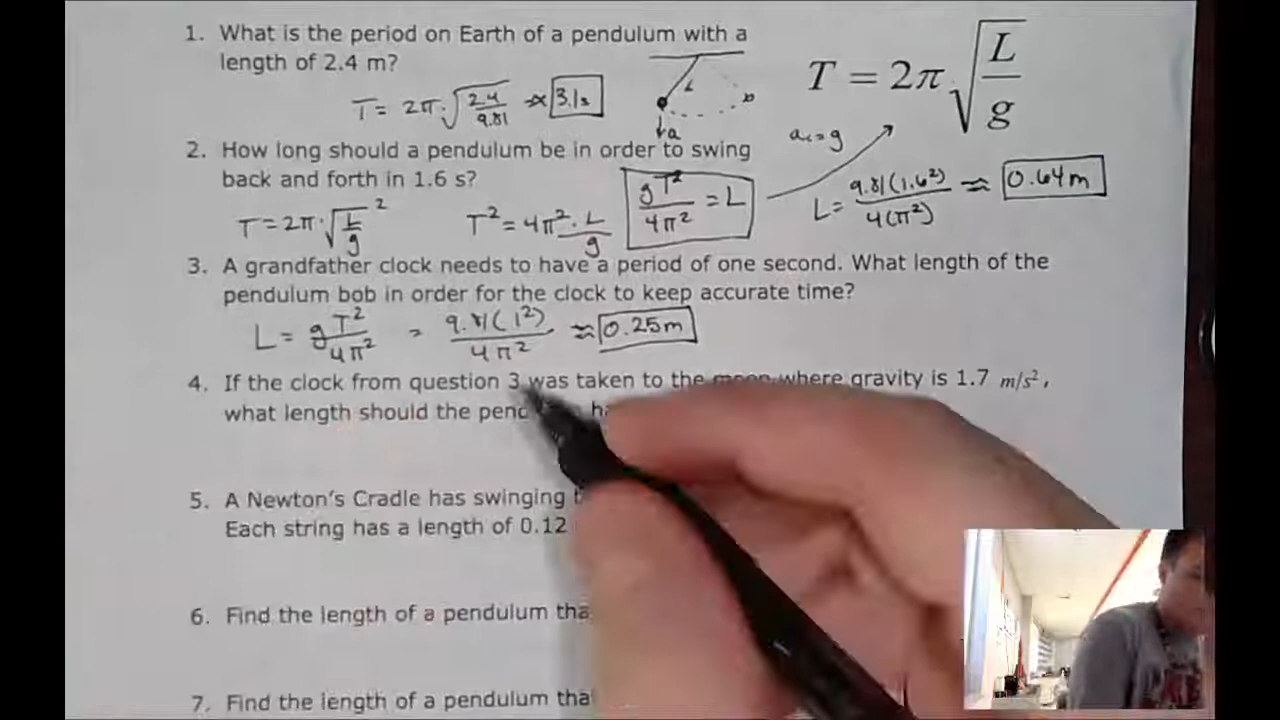 1. What is the period on Earth of a pendulum with a
length of 2.4 m?
T = 2π · √(2.4/9.81) ≈ 3.1s
L
a
T = 2π √(L/g)
2. How long should a pendulum be in order to swing
back and forth in 1.6 s?
T = 2π · √(L/g) ²
T² = 4π² · L/g
gT²/4π² = L
L = 9.81(1.6²)/4(π²) ≈ 0.64m
3. A grandfather clock needs to have a period of one second. What length of the
pendulum bob in order for the clock to keep accurate time?
L = gT²/4π² = 9.81(1²)/4π² ≈ 0.25m
4. If the clock from question 3 was taken to the moon where gravity is 1.7 m/s²,
what length should the
5. A Newton's Cradle has swinging
Each string has a length of 0.12
6. Find the length of a pendulum
7. Find the length of a pendulum